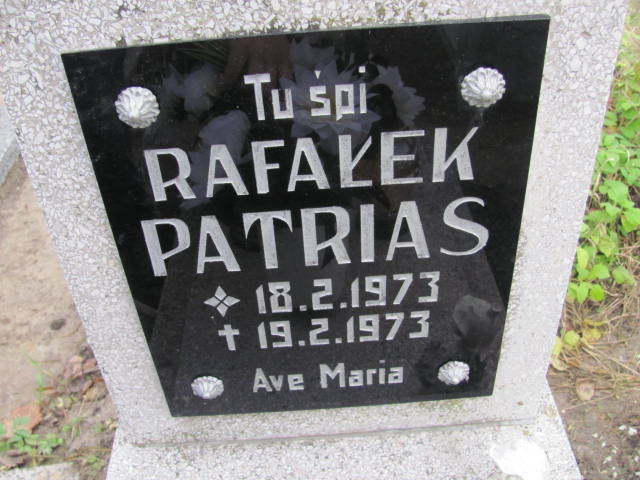 Tu śpi
RAFAŁEK
PATRIAS
18.2.1973
✝ 19.2.1973
Ave Maria